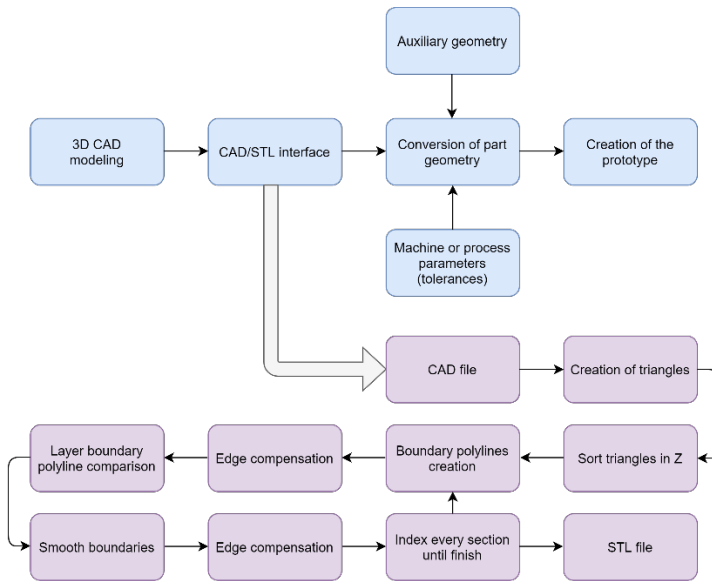 Auxiliary geometry
3D CAD
modeling
CAD/STL interface
Conversion of part
geometry
Creation of the
prototype
Machine or process
parameters
(tolerances)
CAD file
Creation of triangles
Layer boundary
polyline comparison
Edge compensation
Boundary polylines
creation
Sort triangles in Z
Smooth boundaries
Edge compensation
Index every section
until finish
STL file